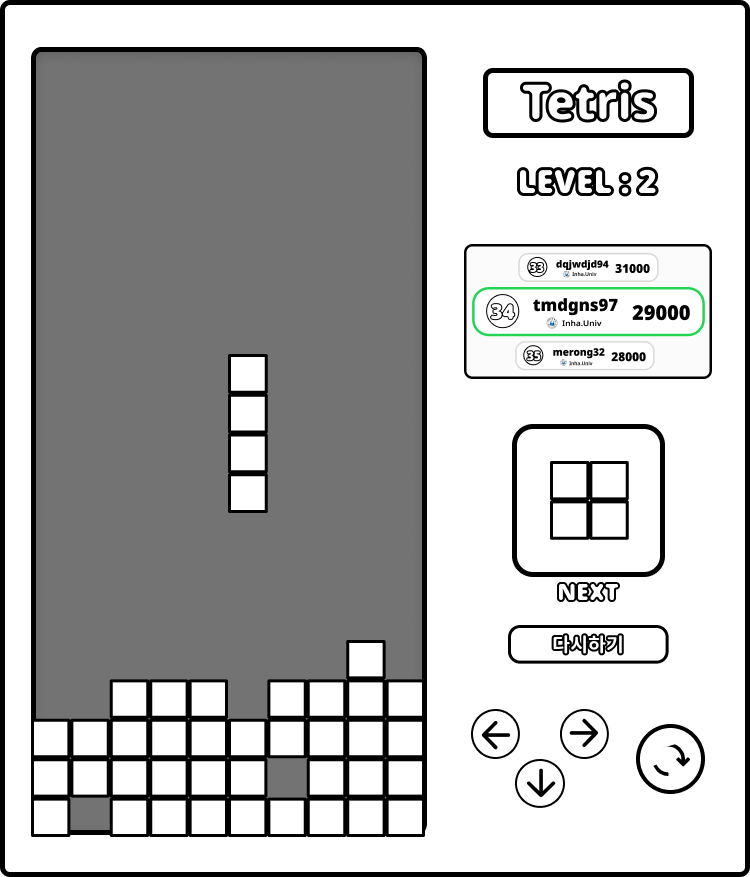 Tetris
LEVEL : 2
33 dqjwdjd94 31000
Inha.Univ
34 tmdgns97 29000
Inha.Univ
35 merong32 28000
Inha.Univ
NEXT
다시하기